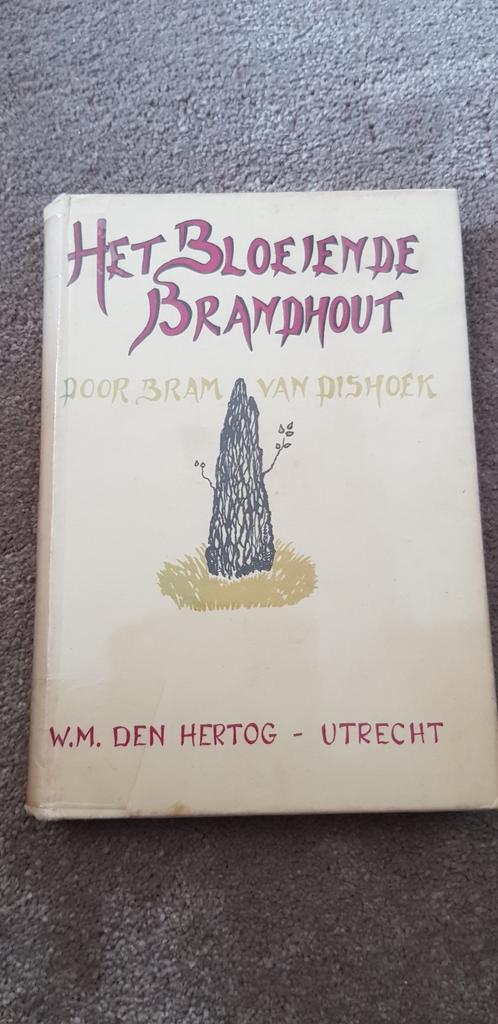 HET BLOEIENDE
BRANDHOUT
DOOR BRAM VAN DISHOEK
W.M. DEN HERTOG - UTRECHT